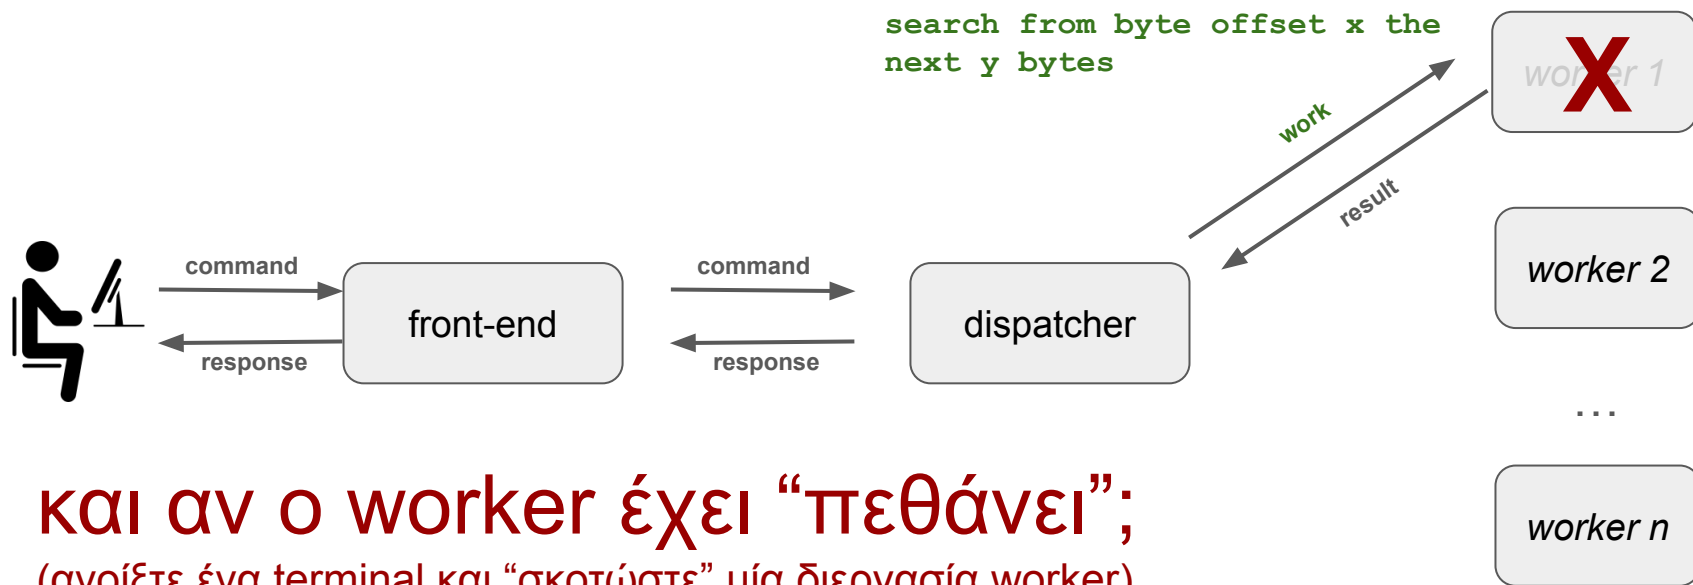 search from byte offset x the
next y bytes
worker 1
X
work
result
command
command
worker 2
front-end
dispatcher
response
response
...
και αν ο worker έχει “πεθάνει”;
worker n
(ανοίξτε ένα terminal και “σκοτώστε” μία διεργασία worker)